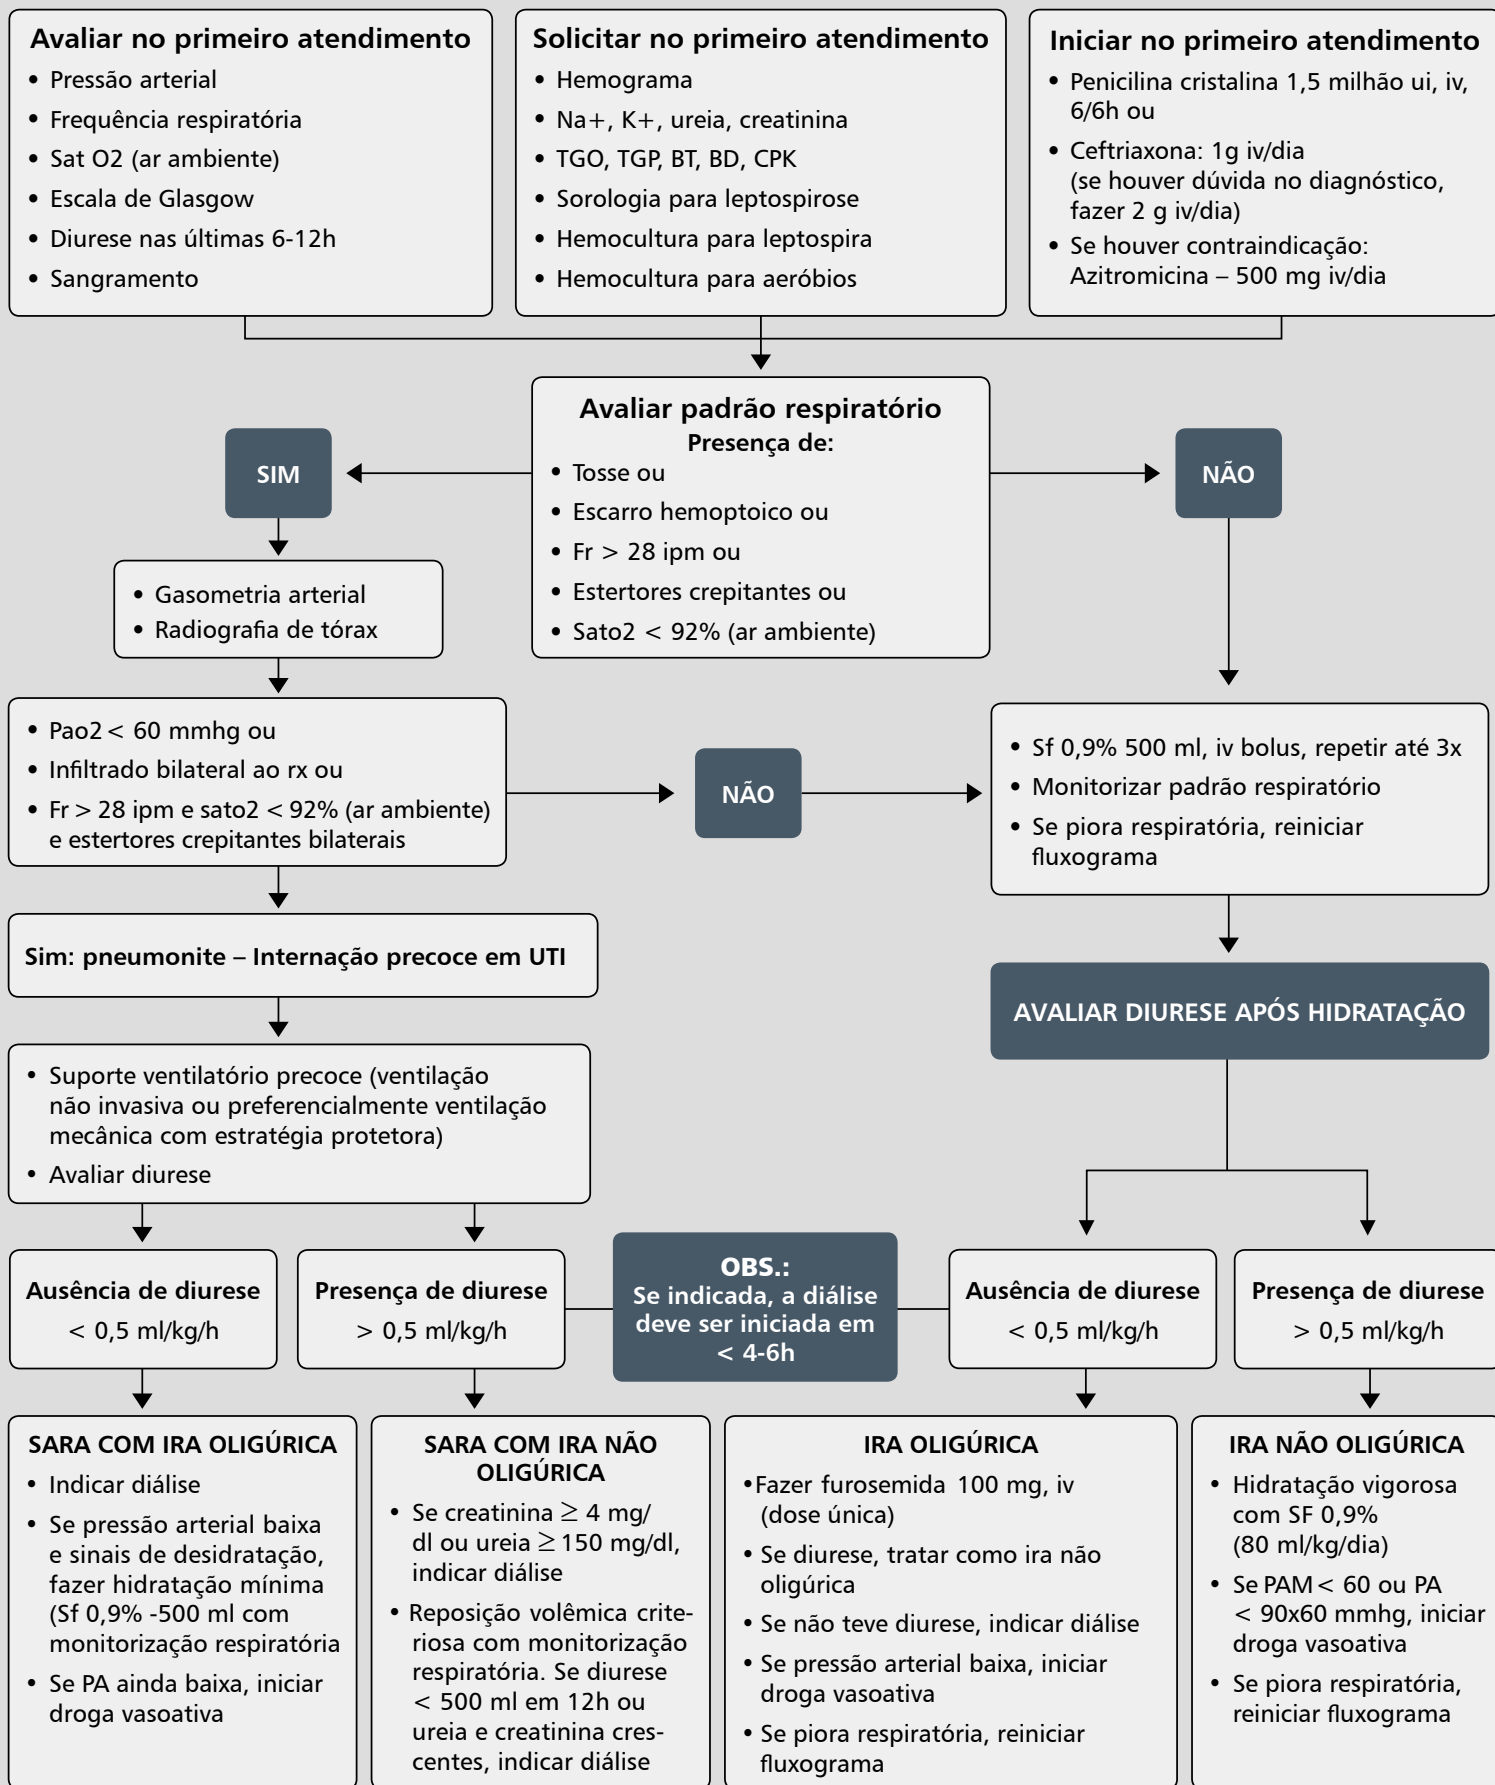 Avaliar no primeiro atendimento
• Pressão arterial
• Frequência respiratória
• Sat O2 (ar ambiente)
• Escala de Glasgow
• Diurese nas últimas 6-12h
• Sangramento
Solicitar no primeiro atendimento
• Hemograma
• Na+, K+, ureia, creatinina
• TGO, TGP, BT, BD, CPK
• Sorologia para leptospirose
• Hemocultura para leptospira
• Hemocultura para aeróbios
Iniciar no primeiro atendimento
• Penicilina cristalina 1,5 milhão ui, iv,
6/6h ou
• Ceftriaxona: 1g iv/dia
(se houver dúvida no diagnóstico,
fazer 2 g iv/dia)
• Se houver contraindicação:
Azitromicina – 500 mg iv/dia
Avaliar padrão respiratório
Presença de:
• Tosse ou
• Escarro hemoptoico ou
• Fr > 28 ipm ou
• Estertores crepitantes ou
• Sato2 < 92% (ar ambiente)
SIM
NÃO
• Gasometria arterial
• Radiografia de tórax
• Pao2 < 60 mmhg ou
• Infiltrado bilateral ao rx ou
• Fr > 28 ipm e sato2 < 92% (ar ambiente)
e estertores crepitantes bilaterais
NÃO
• Sf 0,9% 500 ml, iv bolus, repetir até 3x
• Monitorizar padrão respiratório
• Se piora respiratória, reiniciar
fluxograma
Sim: pneumonite – Internação precoce em UTI
AVALIAR DIURESE APÓS HIDRATAÇÃO
• Suporte ventilatório precoce (ventilação
não invasiva ou preferencialmente ventilação
mecânica com estratégia protetora)
• Avaliar diurese
Ausência de diurese
< 0,5 ml/kg/h
Presença de diurese
> 0,5 ml/kg/h
OBS.:
Se indicada, a diálise
deve ser iniciada em
< 4-6h
Ausência de diurese
< 0,5 ml/kg/h
Presença de diurese
> 0,5 ml/kg/h
SARA COM IRA OLIGÚRICA
• Indicar diálise
• Se pressão arterial baixa
e sinais de desidratação,
fazer hidratação mínima
(Sf 0,9% -500 ml com
monitorização respiratória
• Se PA ainda baixa, iniciar
droga vasoativa
SARA COM IRA NÃO
OLIGÚRICA
• Se creatinina ≥ 4 mg/
dl ou ureia ≥ 150 mg/dl,
indicar diálise
• Reposição volêmica crite-
riosa com monitorização
respiratória. Se diurese
< 500 ml em 12h ou
ureia e creatinina cres-
centes, indicar diálise
IRA OLIGÚRICA
•Fazer furosemida 100 mg, iv
(dose única)
• Se diurese, tratar como ira não
oligúrica
• Se não teve diurese, indicar diálise
• Se pressão arterial baixa, iniciar
droga vasoativa
• Se piora respiratória, reiniciar
fluxograma
IRA NÃO OLIGÚRICA
• Hidratação vigorosa
com SF 0,9%
(80 ml/kg/dia)
• Se PAM < 60 ou PA
< 90x60 mmhg, iniciar
droga vasoativa
• Se piora respiratória,
reiniciar fluxograma